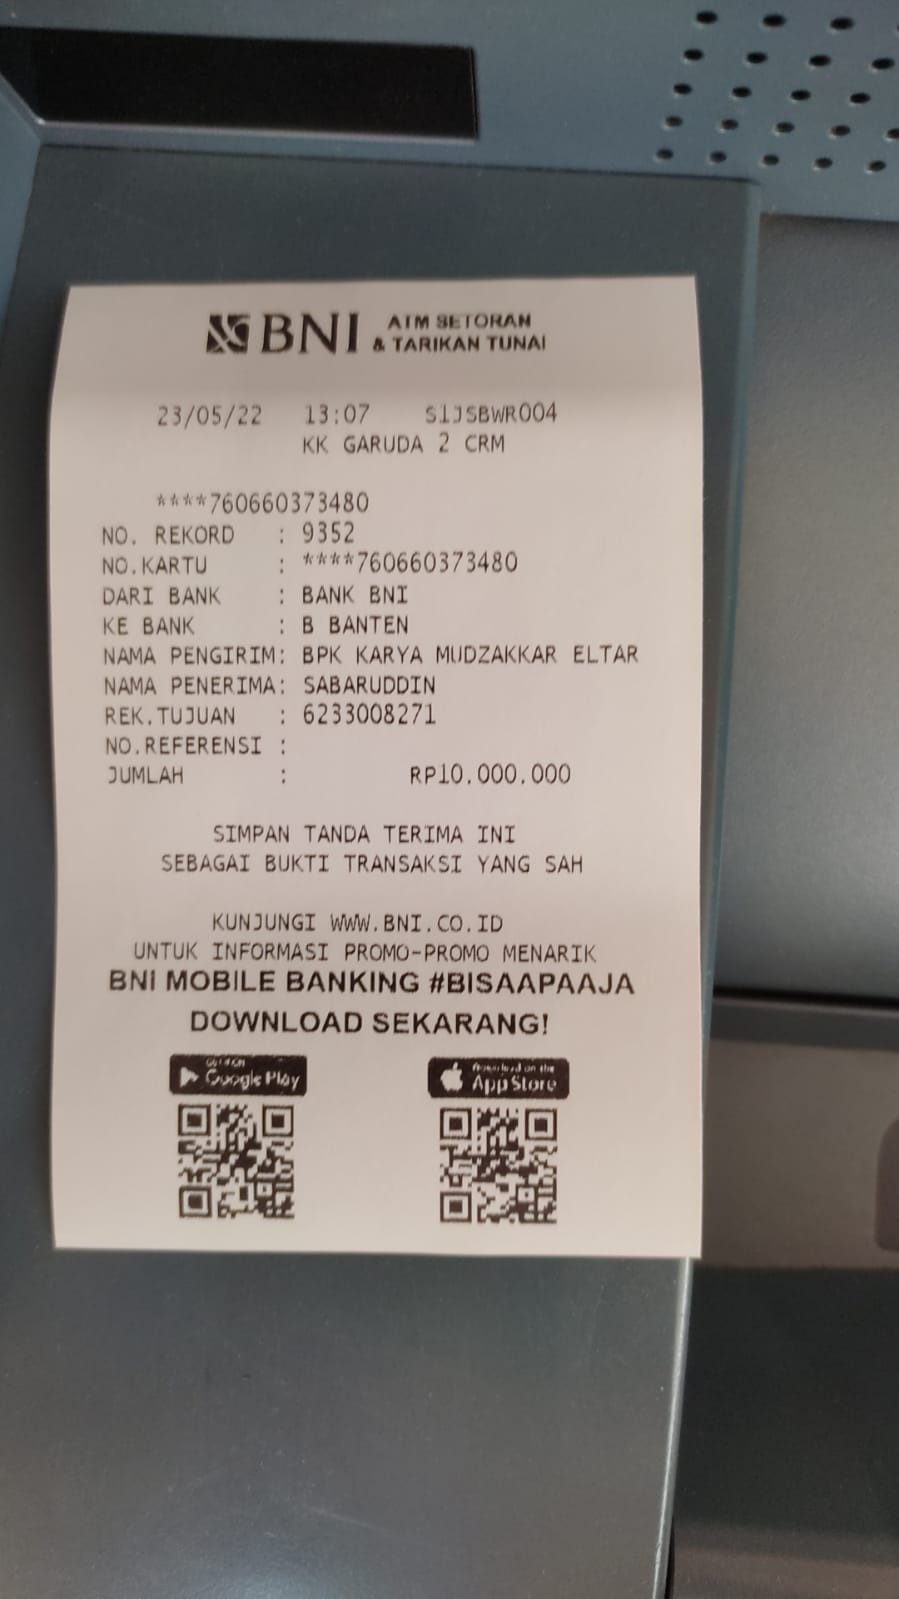 BNI ATM SETORAN
& TARIKAN TUNAI
23/05/22 13:07 S1JSBWR004
KK GARUDA 2 CRM
****760660373480
NO. REKORD : 9352
NO.KARTU : ****760660373480
DARI BANK : BANK BNI
KE BANK : B BANTEN
NAMA PENGIRIM: BPK KARYA MUDZAKKAR ELTAR
NAMA PENERIMA: SABARUDDIN
REK.TUJUAN : 6233008271
NO.REFERENSI :
JUMLAH : RP10.000.000
SIMPAN TANDA TERIMA INI
SEBAGAI BUKTI TRANSAKSI YANG SAH
KUNJUNGI WWW.BNI.CO.ID
UNTUK INFORMASI PROMO-PROMO MENARIK
BNI MOBILE BANKING #BISAAPAAJA
DOWNLOAD SEKARANG!
Google Play
Download on the
App Store